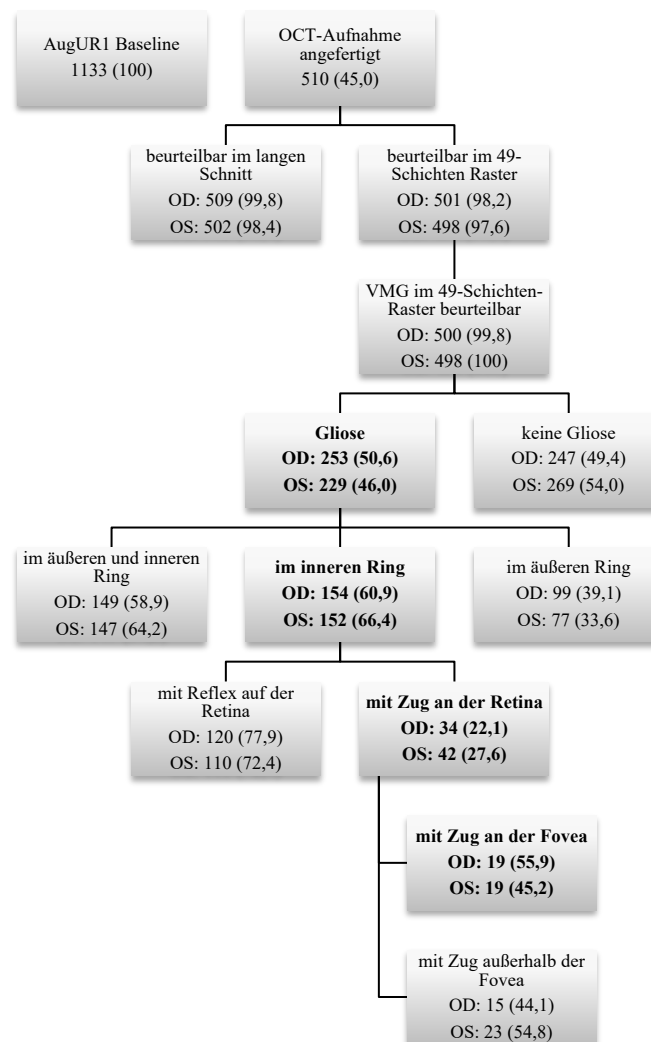 AugUR1 Baseline
1133 (100)
OCT-Aufnahme
angefertigt
510 (45,0)
beurteilbar im langen
Schnitt
OD: 509 (99,8)
OS: 502 (98,4)
beurteilbar im 49-
Schichten Raster
OD: 501 (98,2)
OS: 498 (97,6)
VMG im 49-Schichten-
Raster beurteilbar
OD: 500 (99,8)
OS: 498 (100)
Gliose
OD: 253 (50,6)
OS: 229 (46,0)
keine Gliose
OD: 247 (49,4)
OS: 269 (54,0)
im äußeren und inneren
Ring
OD: 149 (58,9)
OS: 147 (64,2)
im inneren Ring
OD: 154 (60,9)
OS: 152 (66,4)
im äußeren Ring
OD: 99 (39,1)
OS: 77 (33,6)
mit Reflex auf der
Retina
OD: 120 (77,9)
OS: 110 (72,4)
mit Zug an der Retina
OD: 34 (22,1)
OS: 42 (27,6)
mit Zug an der Fovea
OD: 19 (55,9)
OS: 19 (45,2)
mit Zug außerhalb der
Fovea
OD: 15 (44,1)
OS: 23 (54,8)